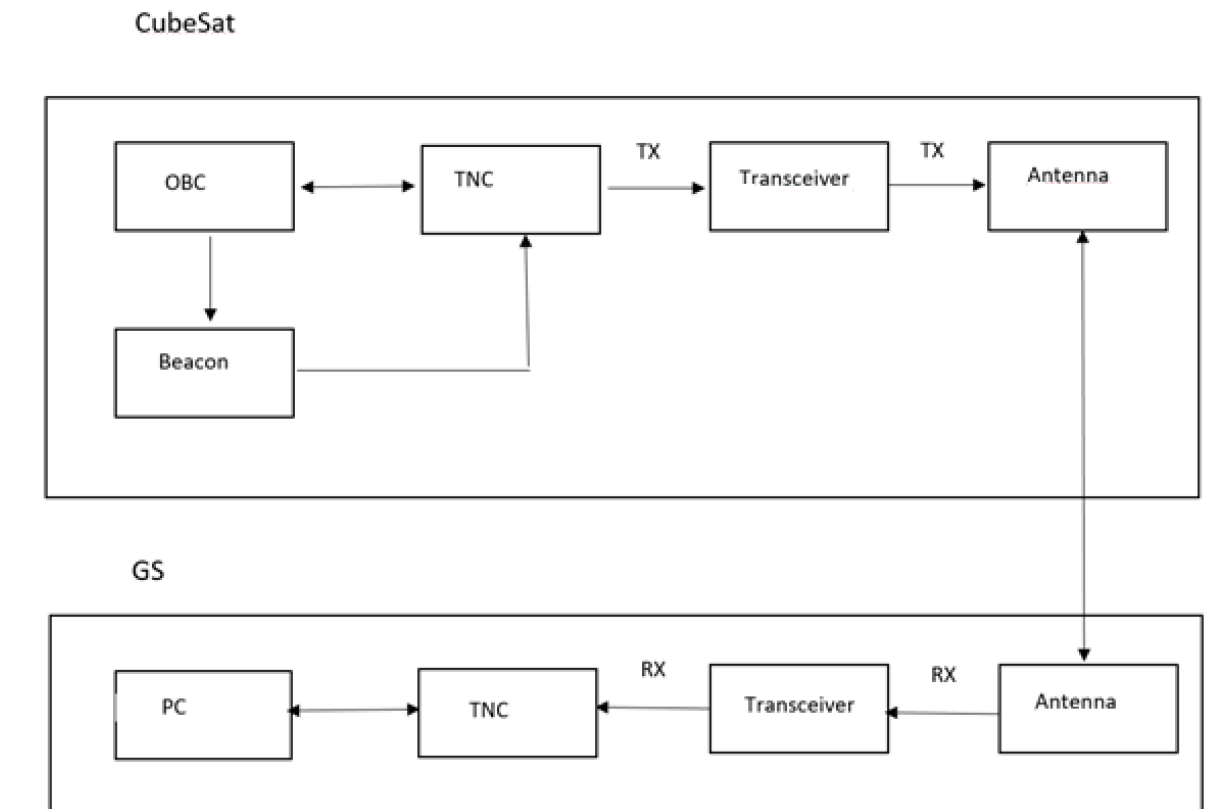 CubeSat
OBC
TNC
TX
Transceiver
TX
Antenna
Beacon
GS
PC
TNC
RX
Transceiver
RX
Antenna